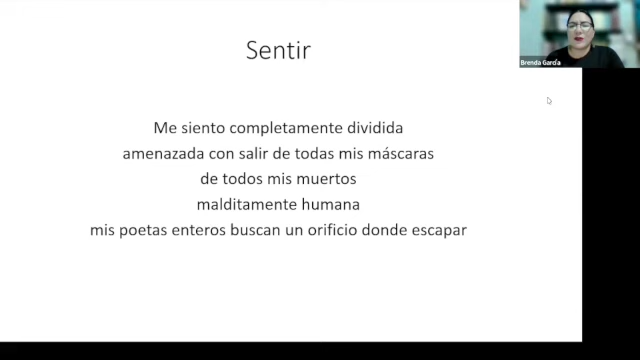 Sentir
Brenda García
Me siento completamente dividida
amenazada con salir de todas mis máscaras
de todos mis muertos
malditamente humana
mis poetas enteros buscan un orificio donde escapar